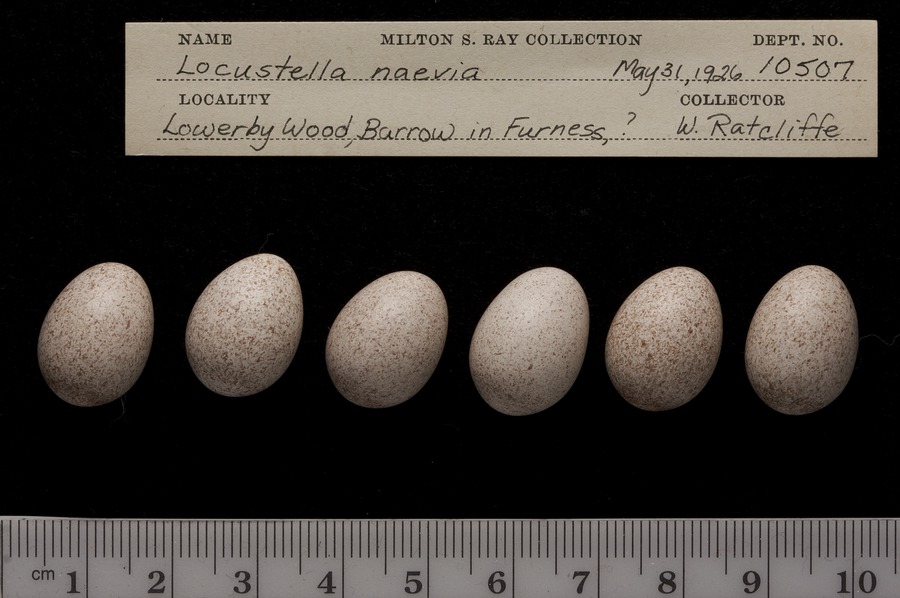 NAME MILTON S. RAY COLLECTION DEPT. NO.
Locustella naevia May 31, 1926 10507
LOCALITY COLLECTOR
Lowerby Wood, Barrow in Furness, ? W. Ratcliffe
cm 1 2 3 4 5 6 7 8 9 10